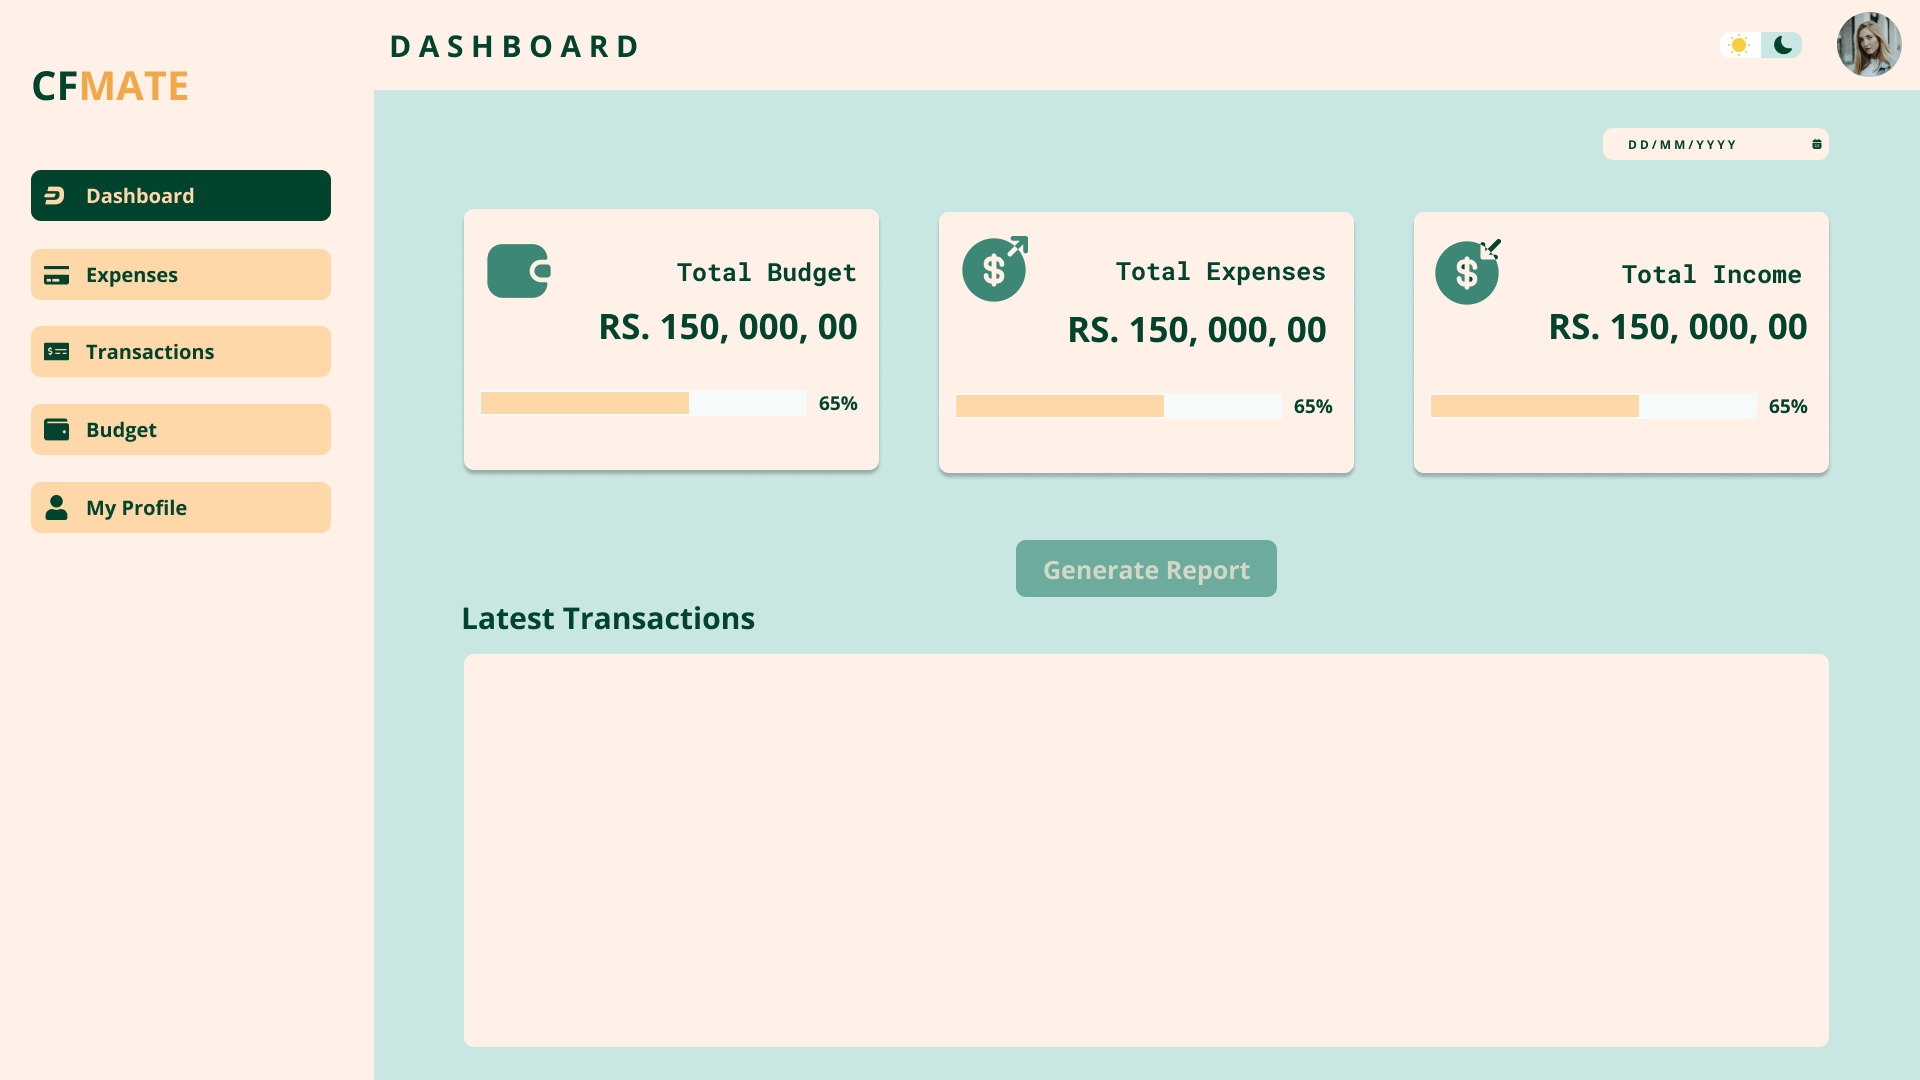 DASHBOARD
CFMATE
Dashboard
Expenses
Transactions
Budget
My Profile
DD/MM/YYYY
Total Budget
RS. 150, 000, 00
65%
Total Expenses
RS. 150, 000, 00
65%
Total Income
RS. 150, 000, 00
65%
Generate Report
Latest Transactions